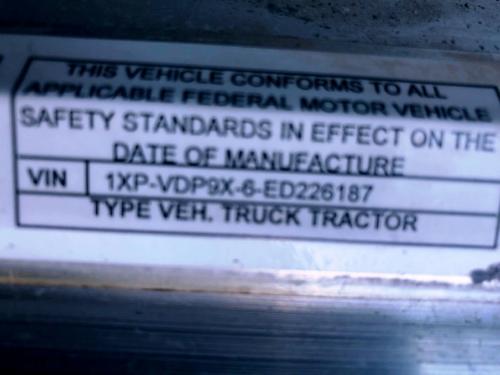 THIS VEHICLE CONFORMS TO ALL
APPLICABLE FEDERAL MOTOR VEHICLE
SAFETY STANDARDS IN EFFECT ON THE
DATE OF MANUFACTURE
VIN 1XP-VDP9X-6-ED226187
TYPE VEH. TRUCK TRACTOR